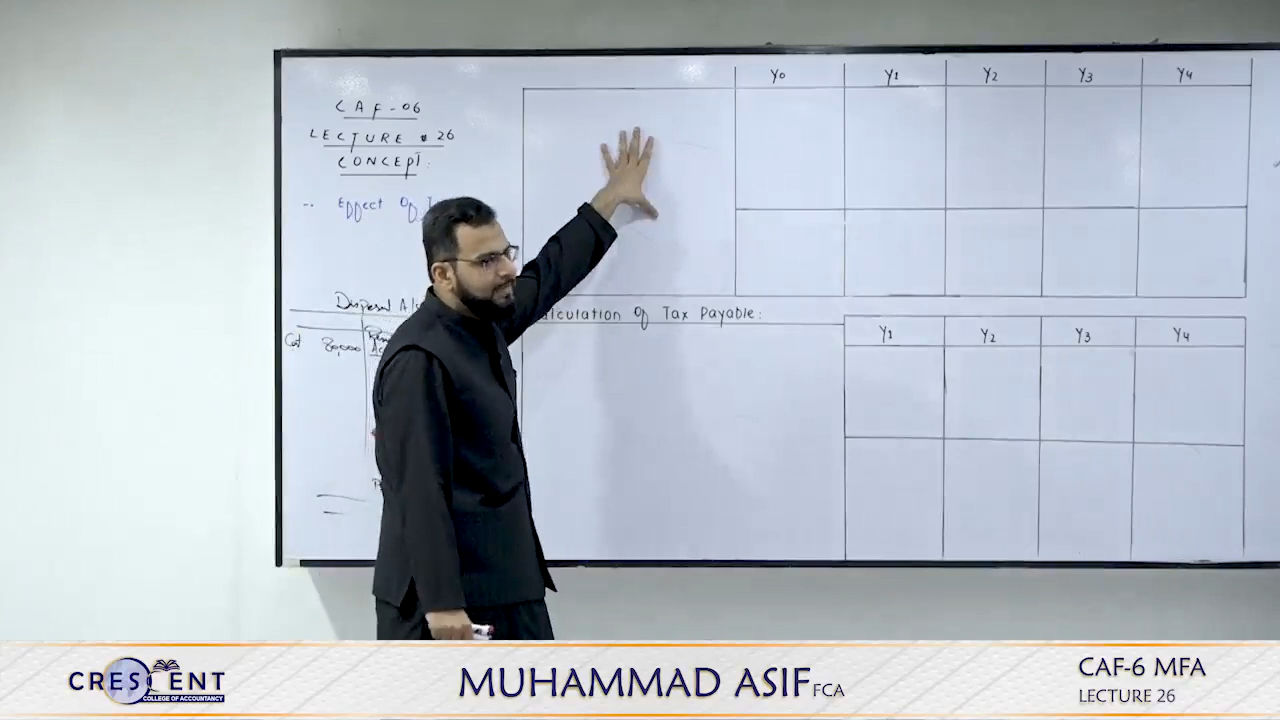 CAF-06
LECTURE # 26
CONCEPT:
Effect Of
Disposal A/c
Cost 80,000
Y0 Y1 Y2 Y3 Y4
Calculation Of Tax Payable:
Y1 Y2 Y3 Y4
CRESCENT
COLLEGE OF ACCOUNTANCY
MUHAMMAD ASIF FCA
CAF-6 MFA
LECTURE 26